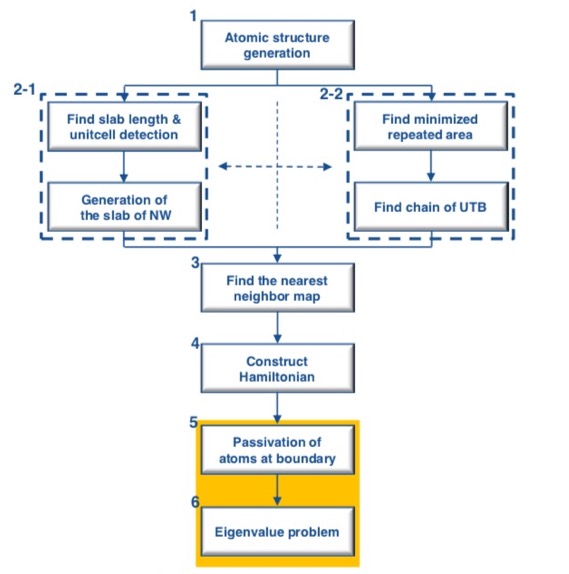 1
Atomic structure
generation
2-1
Find slab length &
unitcell detection
Generation of
the slab of NW
2-2
Find minimized
repeated area
Find chain of UTB
3
Find the nearest
neighbor map
4
Construct
Hamiltonian
5
Passivation of
atoms at boundary
6
Eigenvalue problem